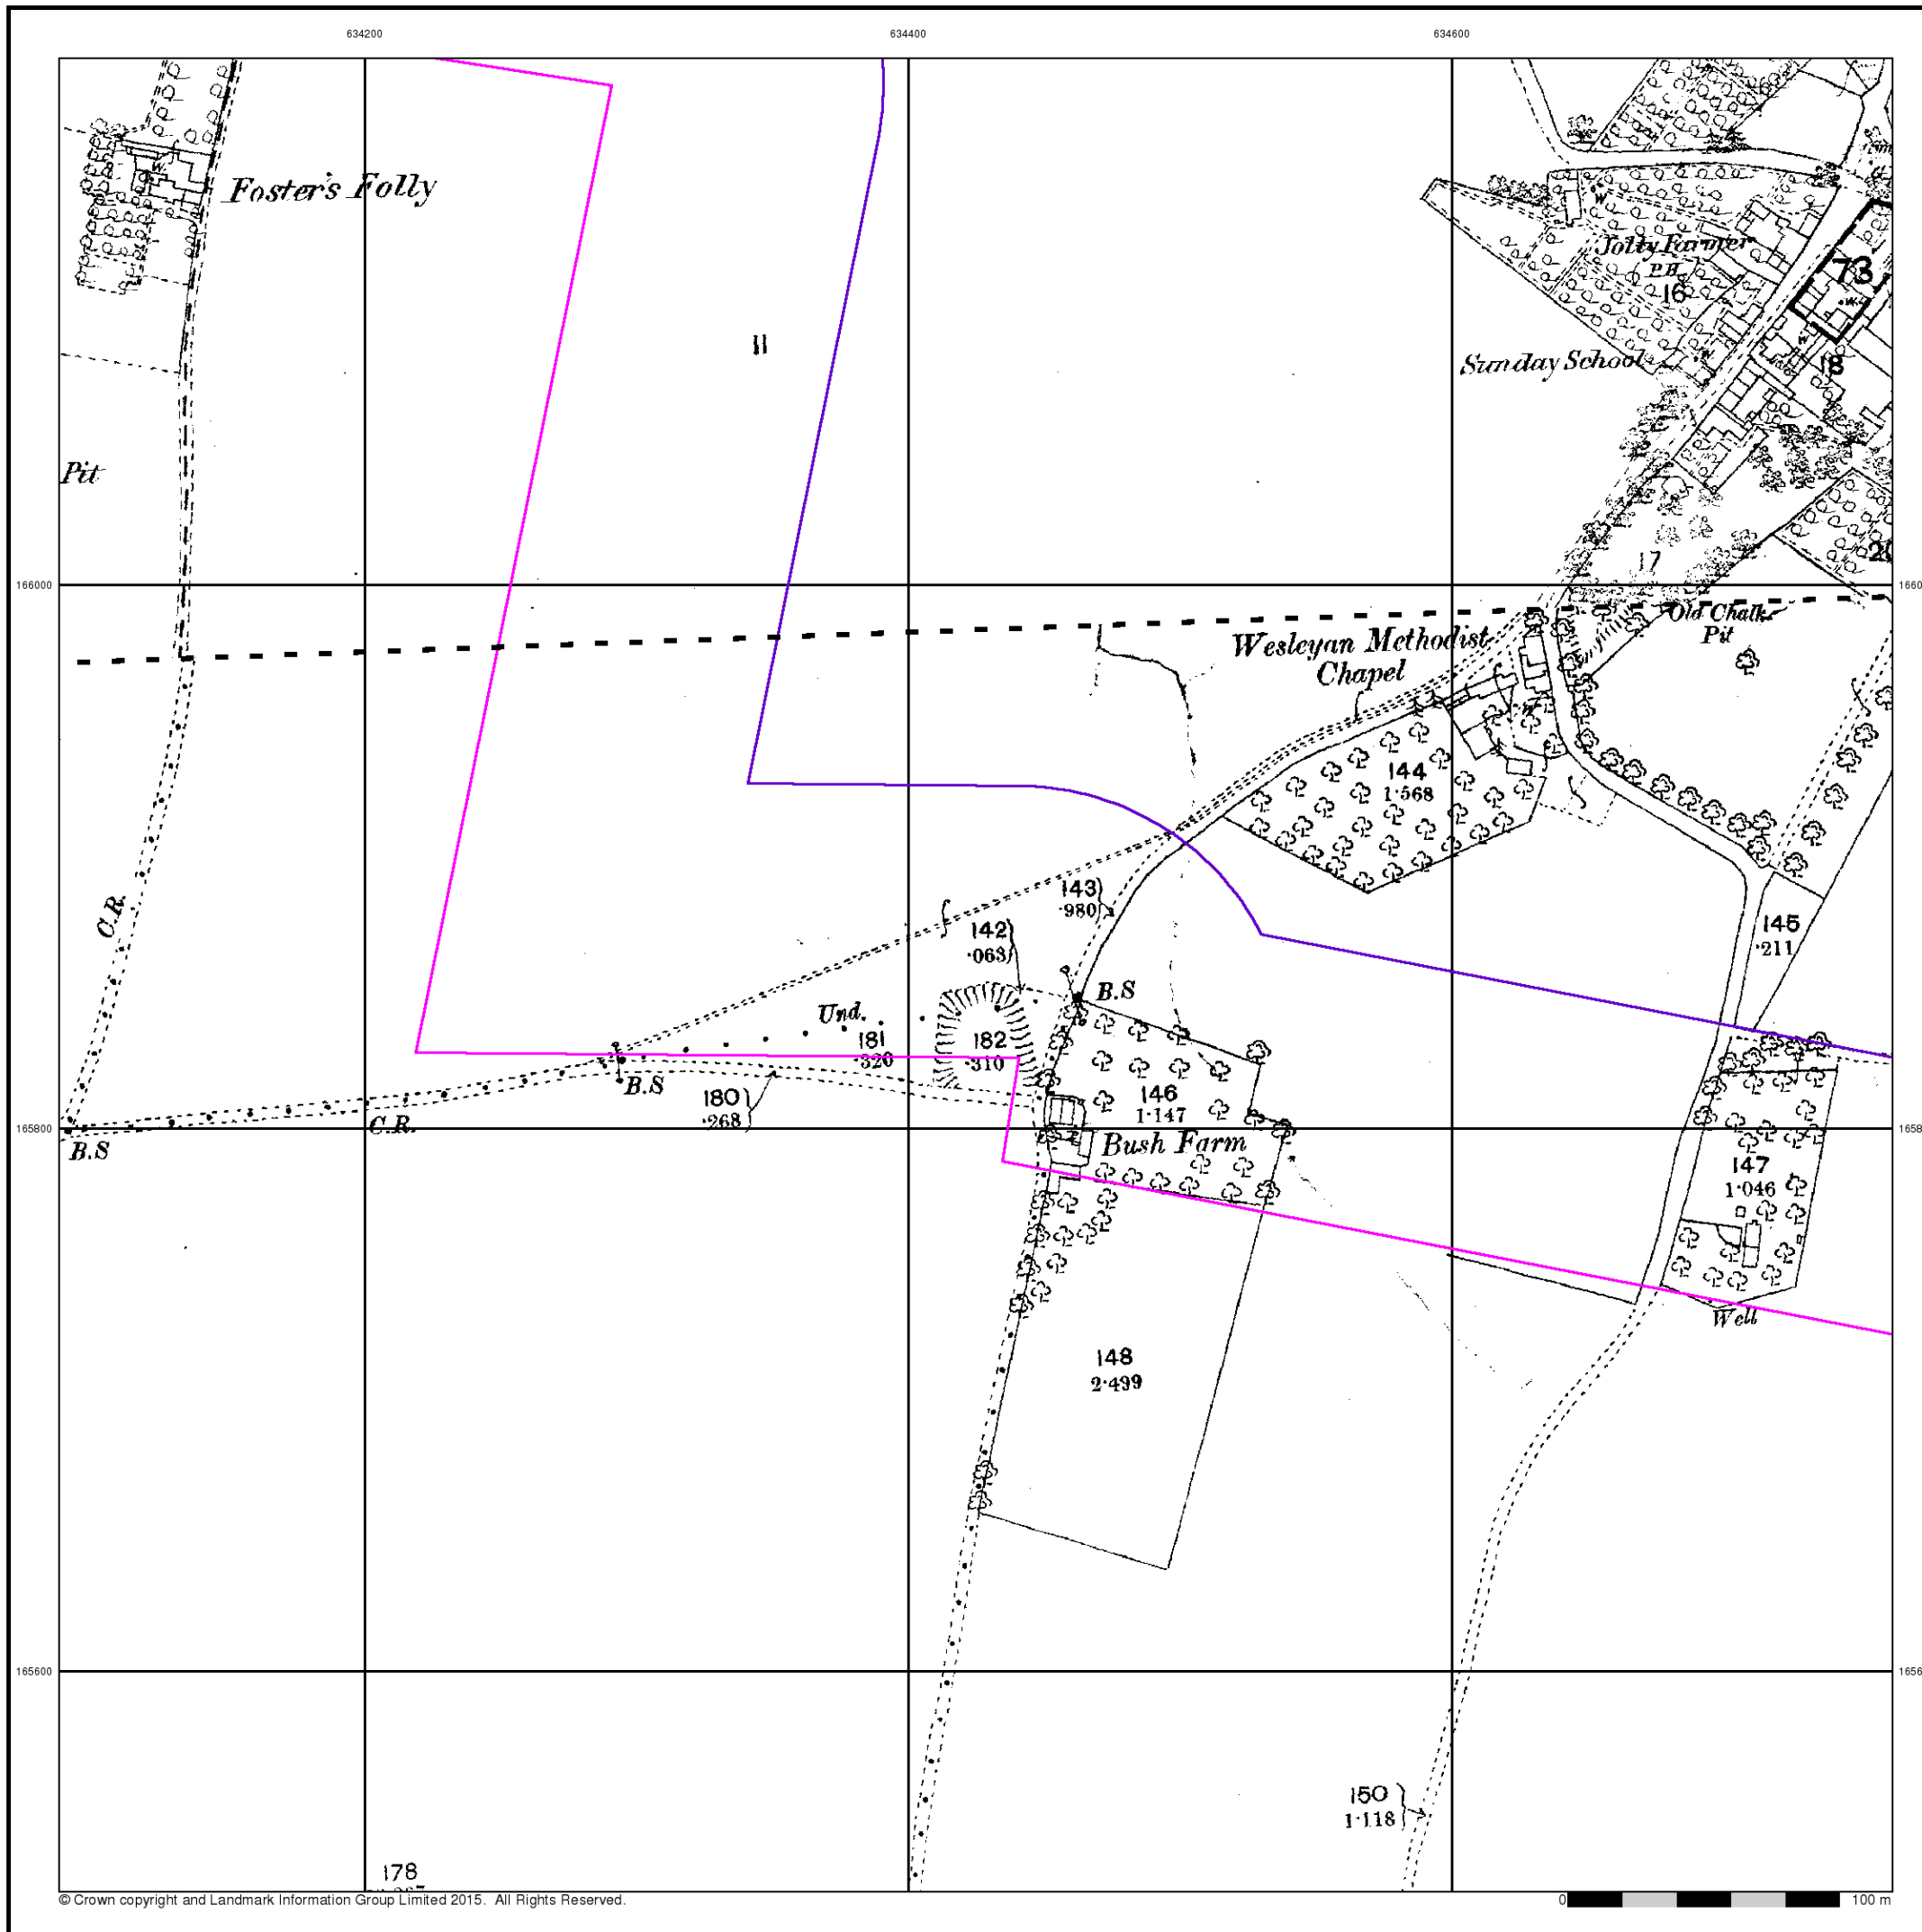 634200
634400
634600
Foster's Folly
W
Jolly Farmer
P.H.
16
73
W
11
Sunday School
18
Pit
17
166000
Old Chalk
Pit
Wesleyan Methodist
Chapel
W
144
1·568
C.R.
143
·980
142
·063
145
·211
B.S
Und.
181
·320
182
·310
B.S
180
·268
146
1·147
C.R.
B.S
Bush Farm
147
1·046
Well
148
2·499
165600
150
1·118
178
© Crown copyright and Landmark Information Group Limited 2015. All Rights Reserved.
0
100 m
165800